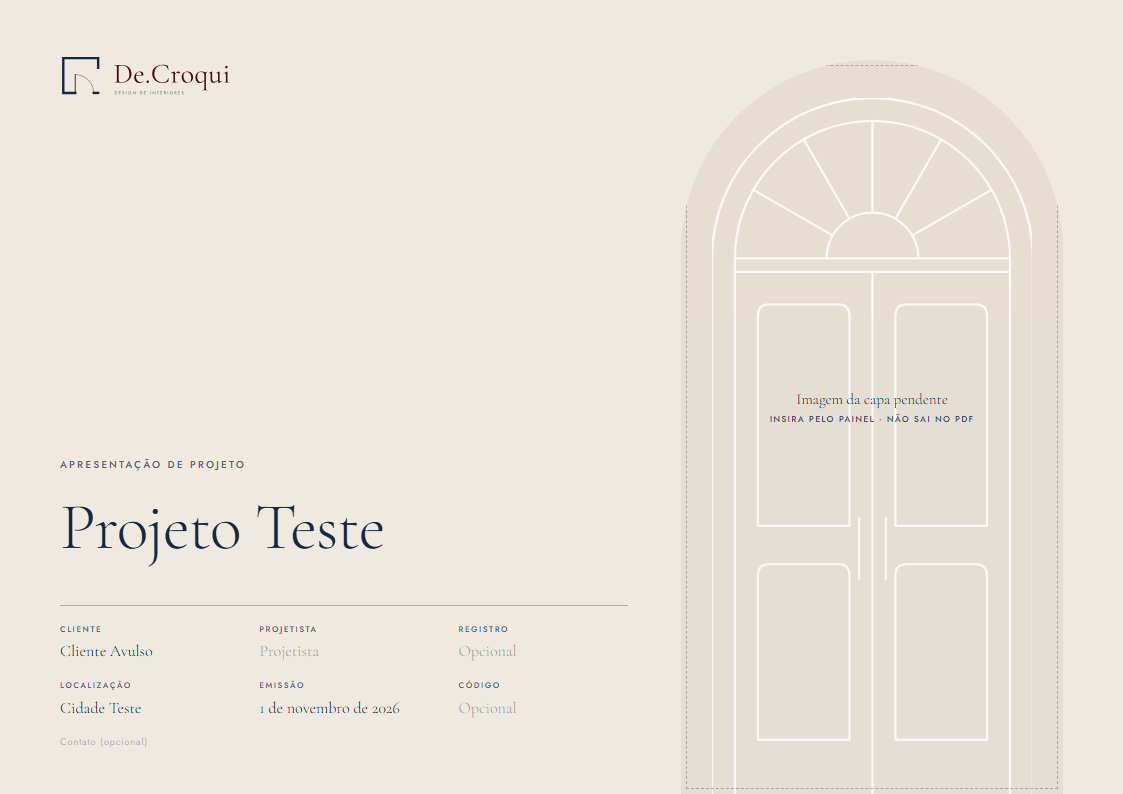 De.Croqui
DESIGN DE INTERIORES
Imagem da capa pendente
INSIRA PELO PAINEL · NÃO SAI NO PDF
APRESENTAÇÃO DE PROJETO
Projeto Teste
CLIENTE
Cliente Avulso
PROJETISTA
Projetista
REGISTRO
Opcional
LOCALIZAÇÃO
Cidade Teste
EMISSÃO
1 de novembro de 2026
CÓDIGO
Opcional
Contato (opcional)